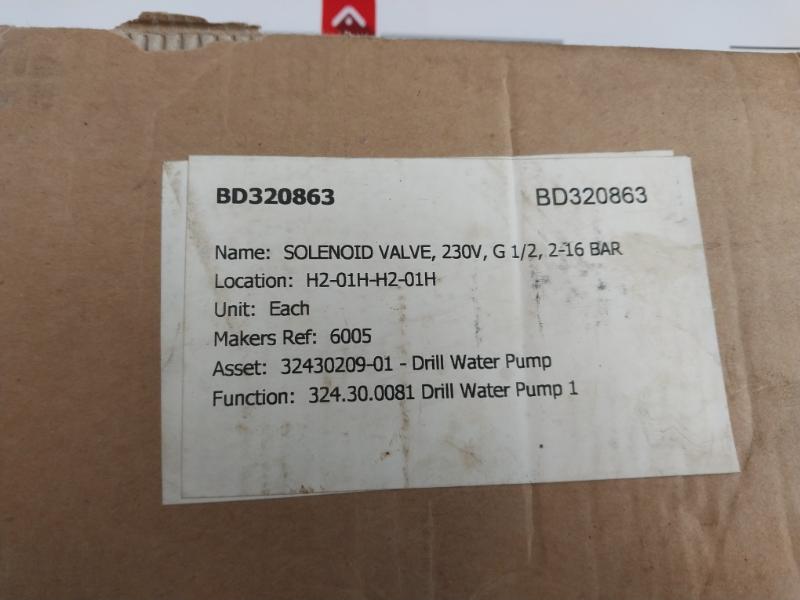 BD320863 BD320863
Name: SOLENOID VALVE, 230V, G 1/2, 2-16 BAR
Location: H2-01H-H2-01H
Unit: Each
Makers Ref: 6005
Asset: 32430209-01 - Drill Water Pump
Function: 324.30.0081 Drill Water Pump 1